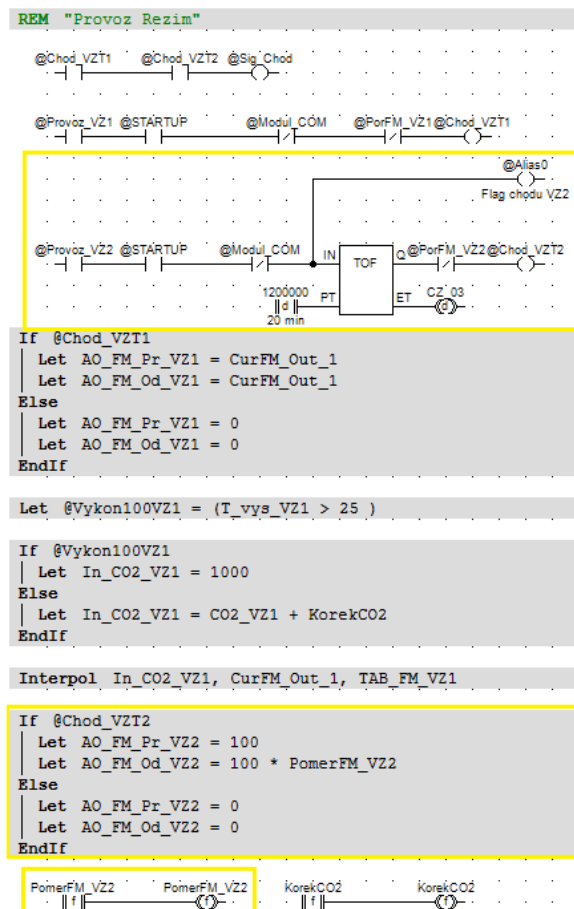 REM "Provoz Rezim"
@Chod_VZT1 @Chod_VZT2 @Sig_Chod
@Provoz_VZ1 @STARTUP @Modul_COM @PorFM_VZ1 @Chod_VZT1
@Alias0
Flag chodu VZ2
@Provoz_VZ2 @STARTUP @Modul_COM IN TOF Q @PorFM_VZ2 @Chod_VZT2
1200000 d PT ET CZ_03 d
20 min
If @Chod_VZT1
Let AO_FM_Pr_VZ1 = CurFM_Out_1
Let AO_FM_Od_VZ1 = CurFM_Out_1
Else
Let AO_FM_Pr_VZ1 = 0
Let AO_FM_Od_VZ1 = 0
EndIf
Let @Vykon100VZ1 = (T_vys_VZ1 > 25 )
If @Vykon100VZ1
Let In_CO2_VZ1 = 1000
Else
Let In_CO2_VZ1 = CO2_VZ1 + KorekCO2
EndIf
Interpol In_CO2_VZ1, CurFM_Out_1, TAB_FM_VZ1
If @Chod_VZT2
Let AO_FM_Pr_VZ2 = 100
Let AO_FM_Od_VZ2 = 100 * PomerFM_VZ2
Else
Let AO_FM_Pr_VZ2 = 0
Let AO_FM_Od_VZ2 = 0
EndIf
PomerFM_VZ2 PomerFM_VZ2 KorekCO2 KorekCO2
f f f f